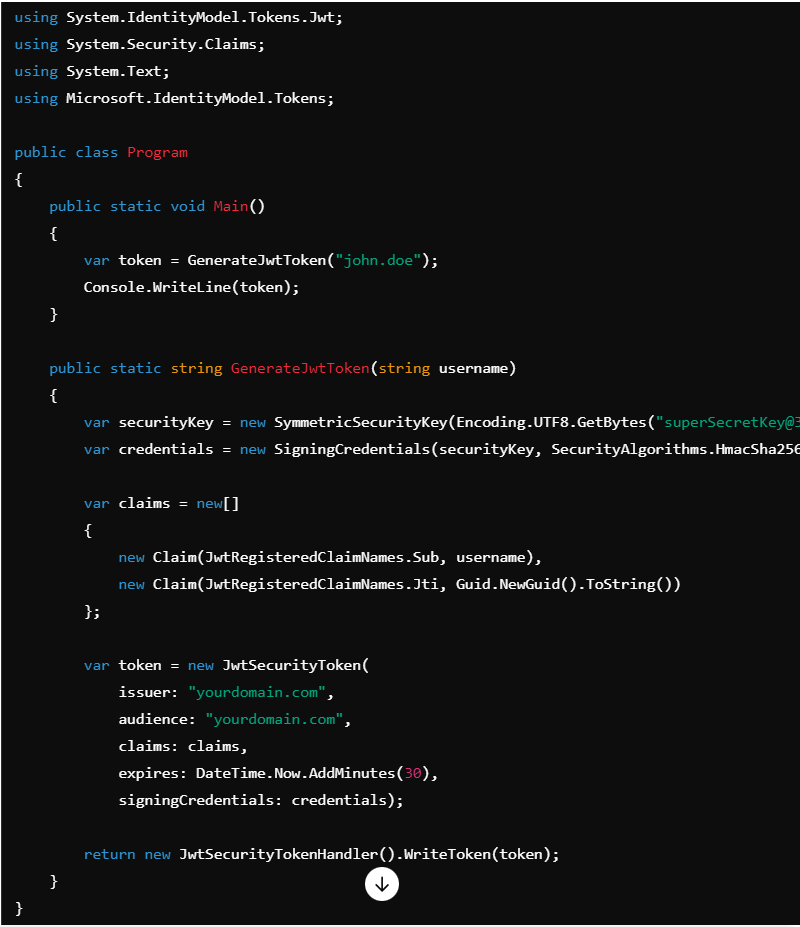 using System.IdentityModel.Tokens.Jwt;
using System.Security.Claims;
using System.Text;
using Microsoft.IdentityModel.Tokens;
public class Program
{
public static void Main()
{
var token = GenerateJwtToken("john.doe");
Console.WriteLine(token);
}
public static string GenerateJwtToken(string username)
{
var securityKey = new SymmetricSecurityKey(Encoding.UTF8.GetBytes("superSecretKey@3
var credentials = new SigningCredentials(securityKey, SecurityAlgorithms.HmacSha256
var claims = new[]
{
new Claim(JwtRegisteredClaimNames.Sub, username),
new Claim(JwtRegisteredClaimNames.Jti, Guid.NewGuid().ToString())
};
var token = new JwtSecurityToken(
issuer: "yourdomain.com",
audience: "yourdomain.com",
claims: claims,
expires: DateTime.Now.AddMinutes(30),
signingCredentials: credentials);
return new JwtSecurityTokenHandler().WriteToken(token);
}
}